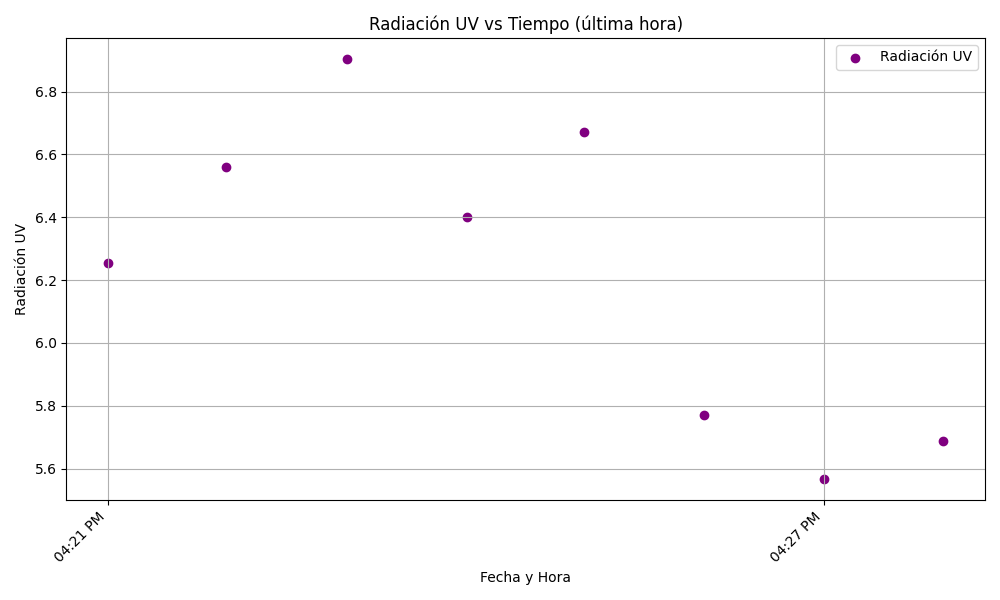 Radiación UV vs Tiempo (última hora)
Radiación UV
6.8
6.6
6.4
6.2
6.0
5.8
5.6
Radiación UV
04:21 PM
04:27 PM
Fecha y Hora